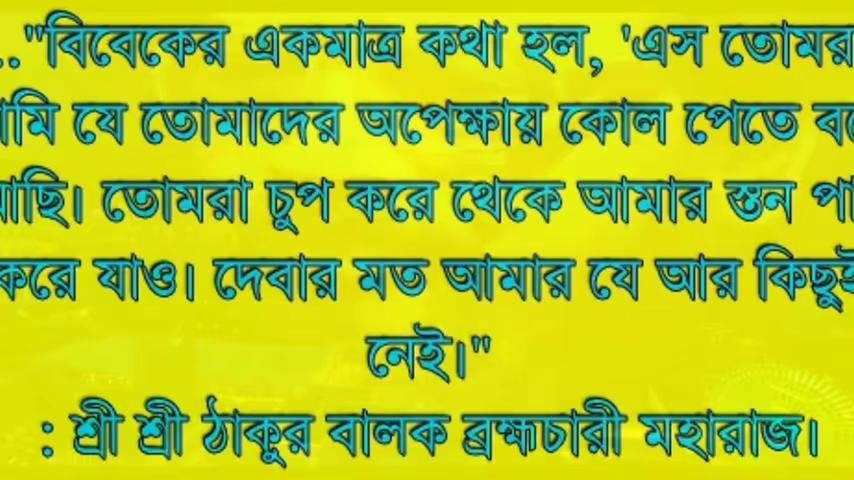 .."বিবেকের একমাত্র কথা হল, 'এস তোমরা
আমি যে তোমাদের অপেক্ষায় কোল পেতে বসে
আছি। তোমরা চুপ করে থেকে আমার স্তন পান
করে যাও। দেবার মত আমার যে আর কিছুই
নেই।"
: শ্রী শ্রী ঠাকুর বালক ব্রহ্মচারী মহারাজ।